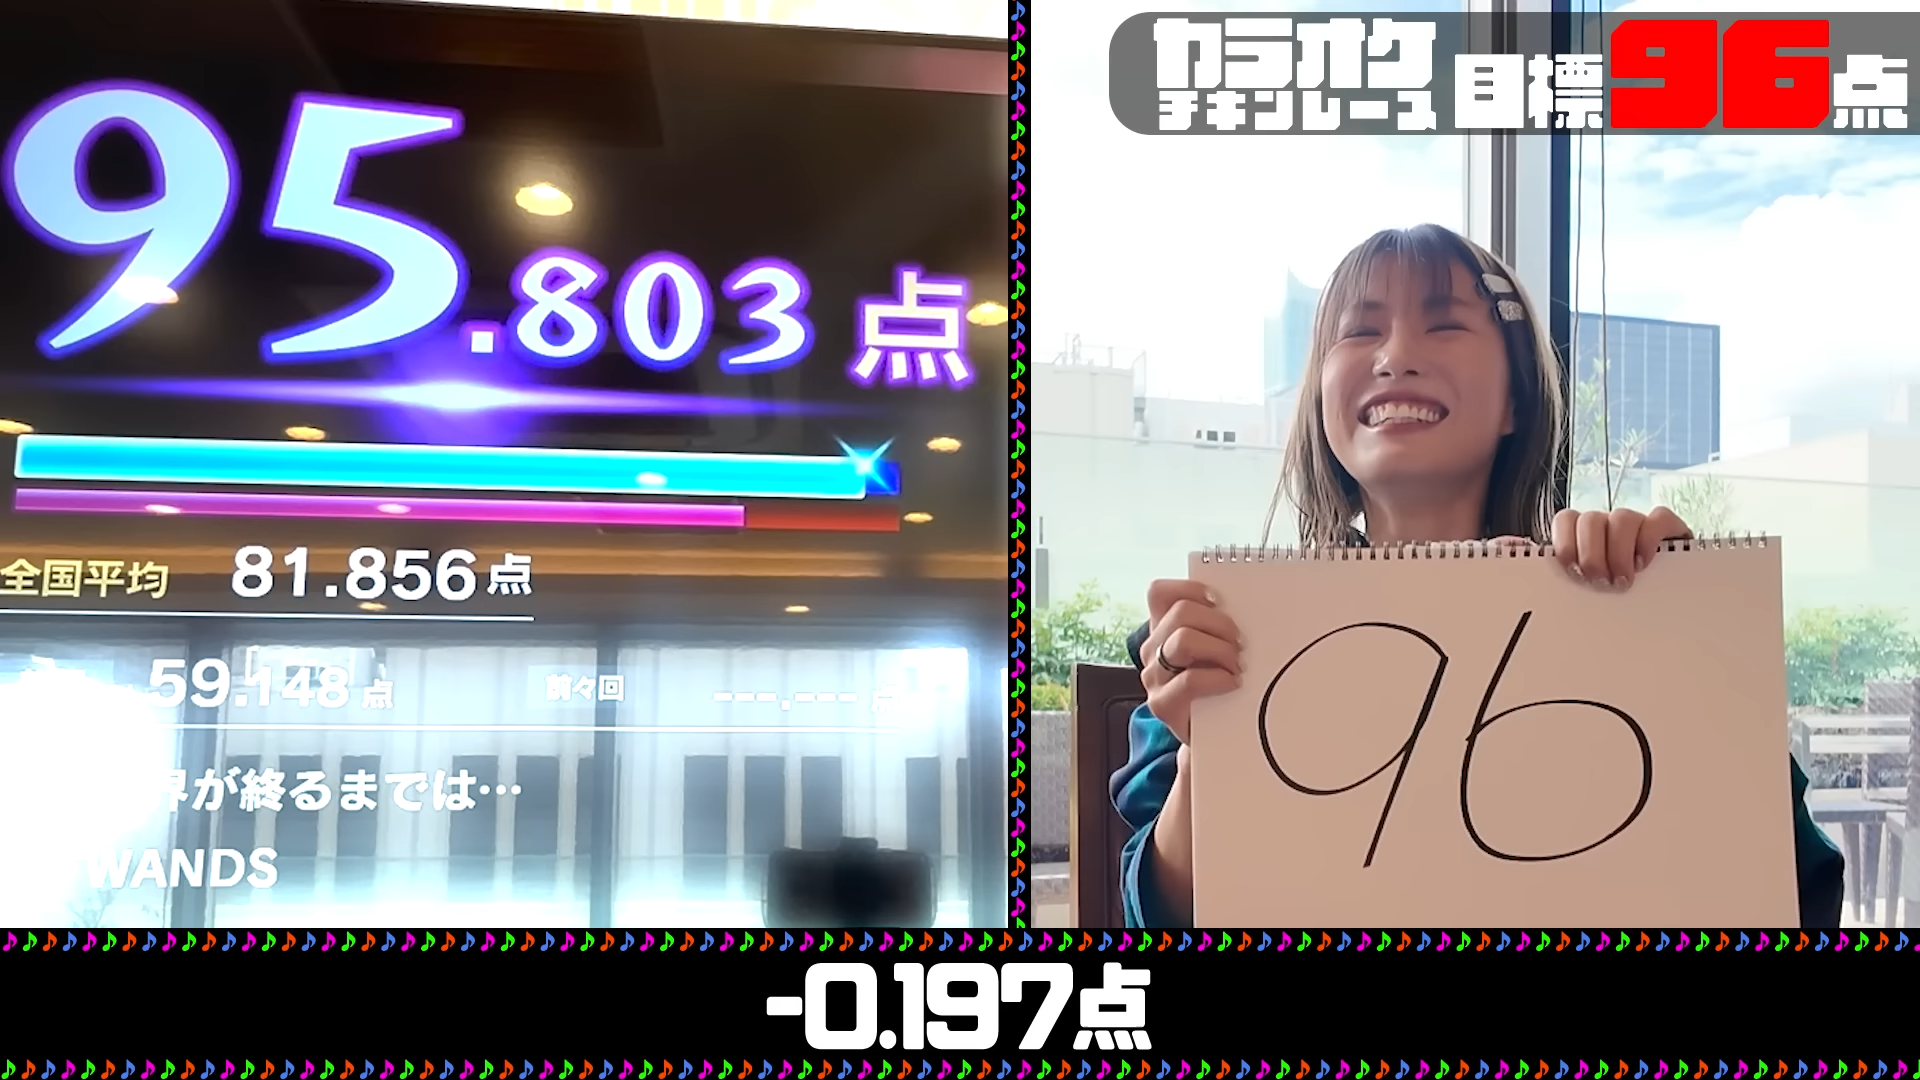 95.803点
全国平均 81.856点
59.148点 前々回 ---.---点
界が終るまでは…
WANDS
カラオケ
チキンレース
目標96点
96
-0.197点